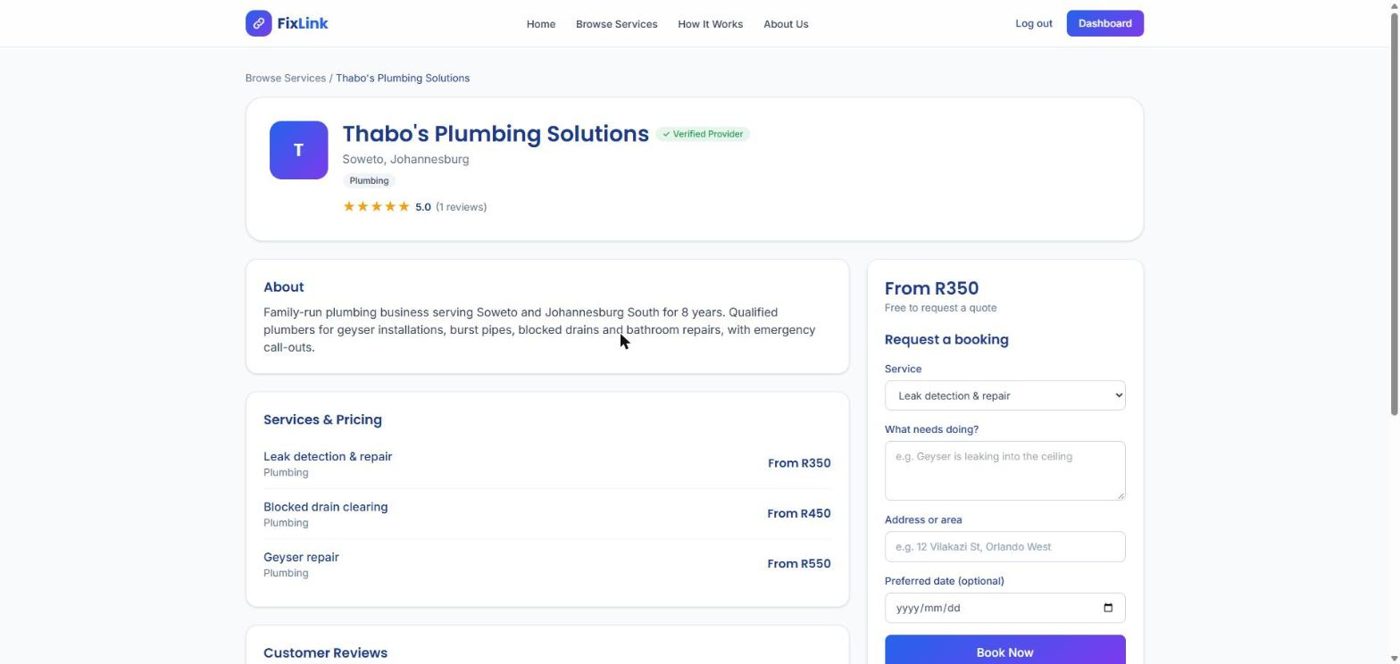 FixLink
Home Browse Services How It Works About Us
Log out Dashboard
Browse Services / Thabo's Plumbing Solutions
T
Thabo's Plumbing Solutions ✓ Verified Provider
Soweto, Johannesburg
Plumbing
★★★★★ 5.0 (1 reviews)
About
Family-run plumbing business serving Soweto and Johannesburg South for 8 years. Qualified
plumbers for geyser installations, burst pipes, blocked drains and bathroom repairs, with emergency
call-outs.
Services & Pricing
Leak detection & repair
Plumbing
From R350
Blocked drain clearing
Plumbing
From R450
Geyser repair
Plumbing
From R550
Customer Reviews
From R350
Free to request a quote
Request a booking
Service
Leak detection & repair
What needs doing?
e.g. Geyser is leaking into the ceiling
Address or area
e.g. 12 Vilakazi St, Orlando West
Preferred date (optional)
yyyy/mm/dd
Book Now